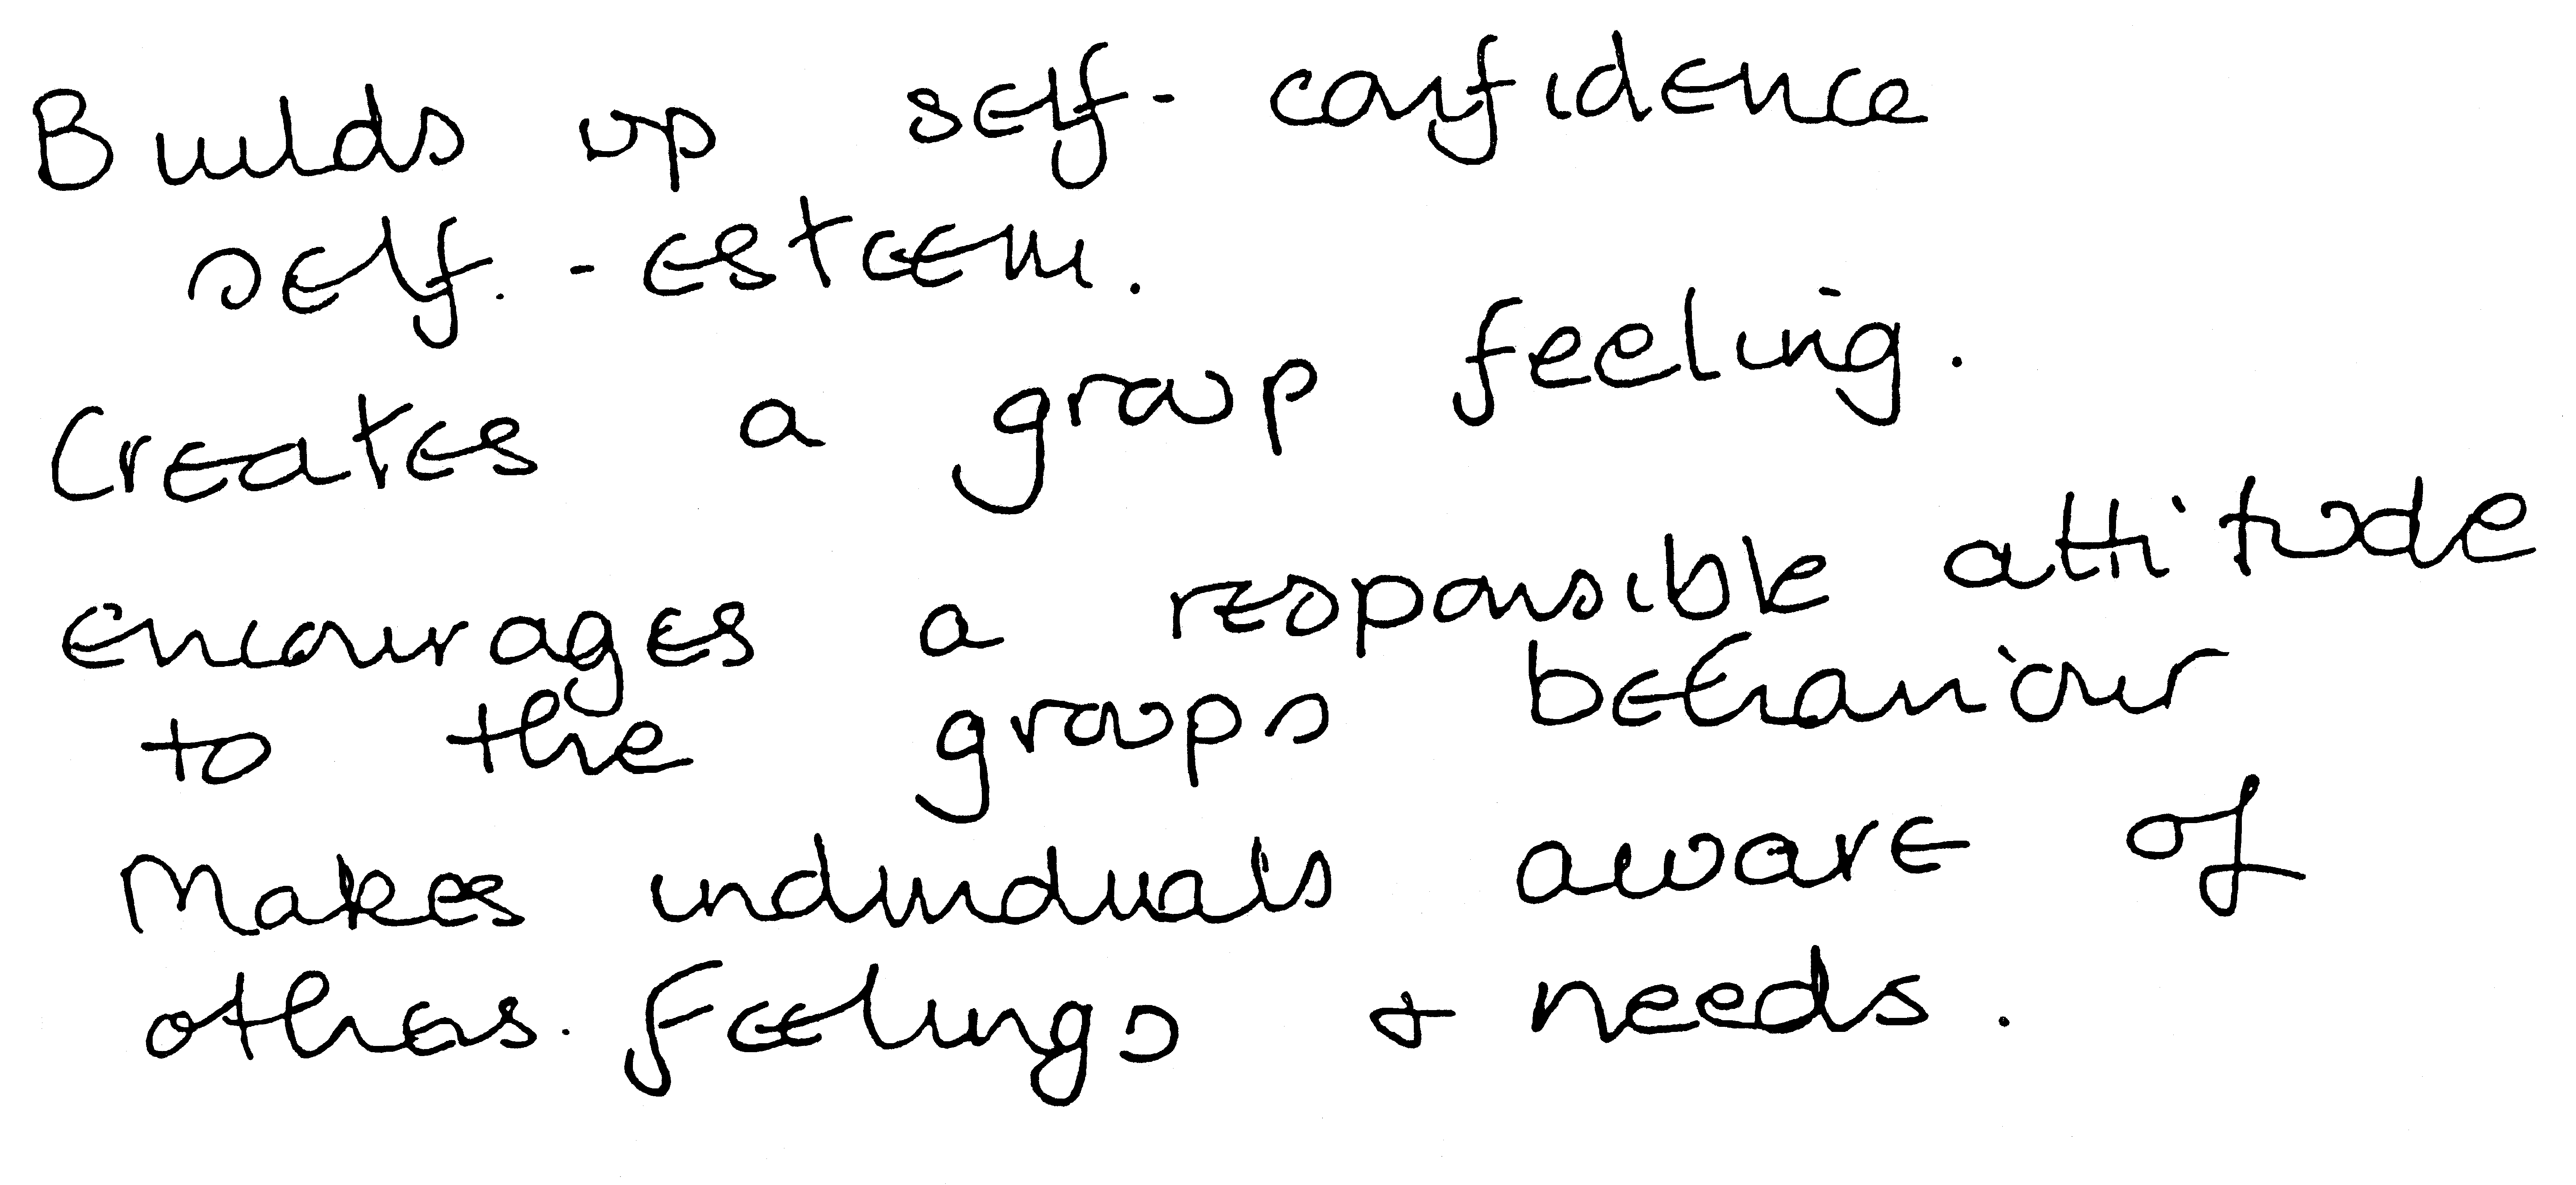 Builds up self-confidence
self.-esteem.
Creates a group feeling.
encourages a responsible attitude
to the groups behaviour
Makes individuals aware of
others. feelings + needs.